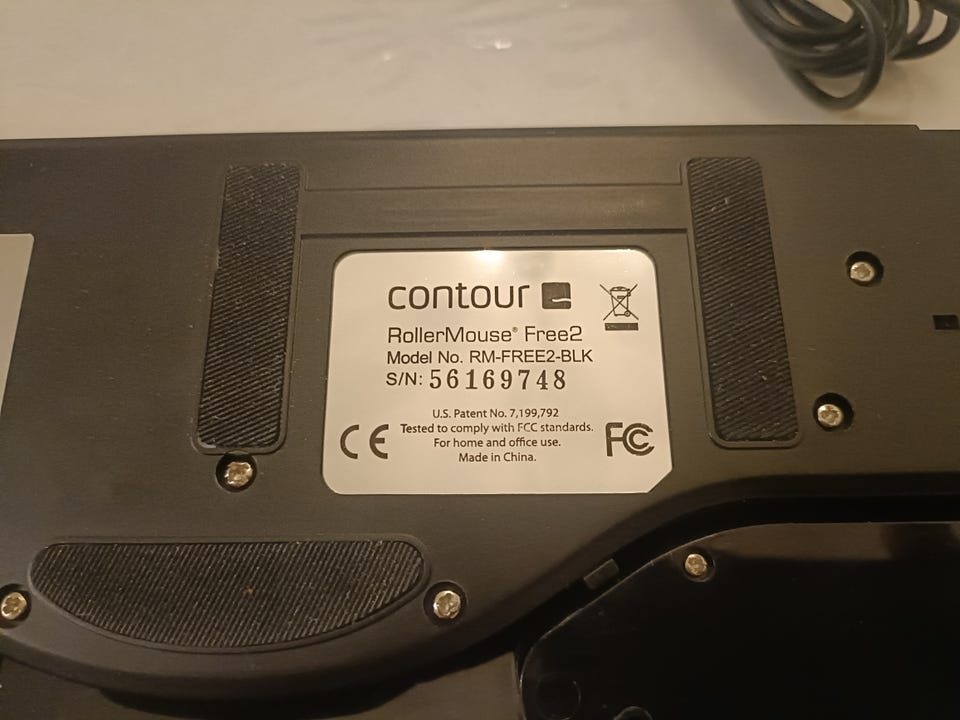 contour
RollerMouse® Free2
Model No. RM-FREE2-BLK
S/N: 56169748
U.S. Patent No. 7,199,792
Tested to comply with FCC standards.
For home and office use.
Made in China.
CE
FC